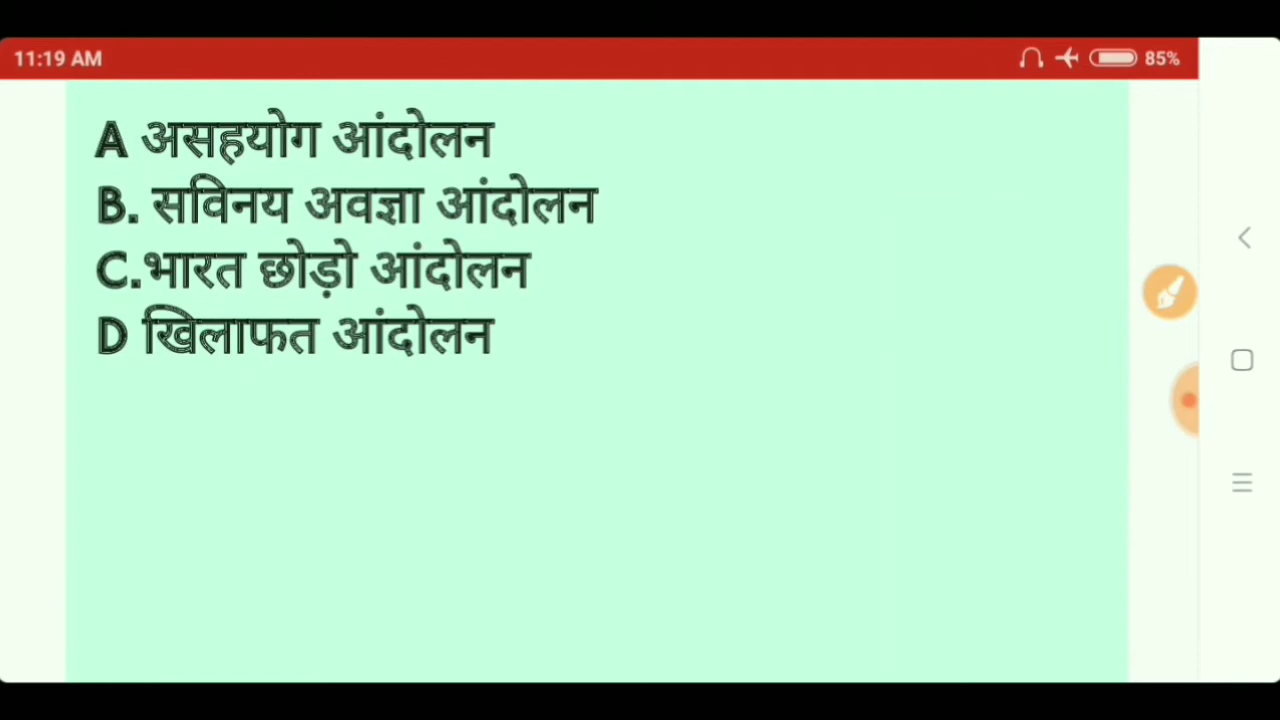 11:19 AM 85%
A असहयोग आंदोलन
B. सविनय अवज्ञा आंदोलन
C.भारत छोड़ो आंदोलन
D खिलाफत आंदोलन